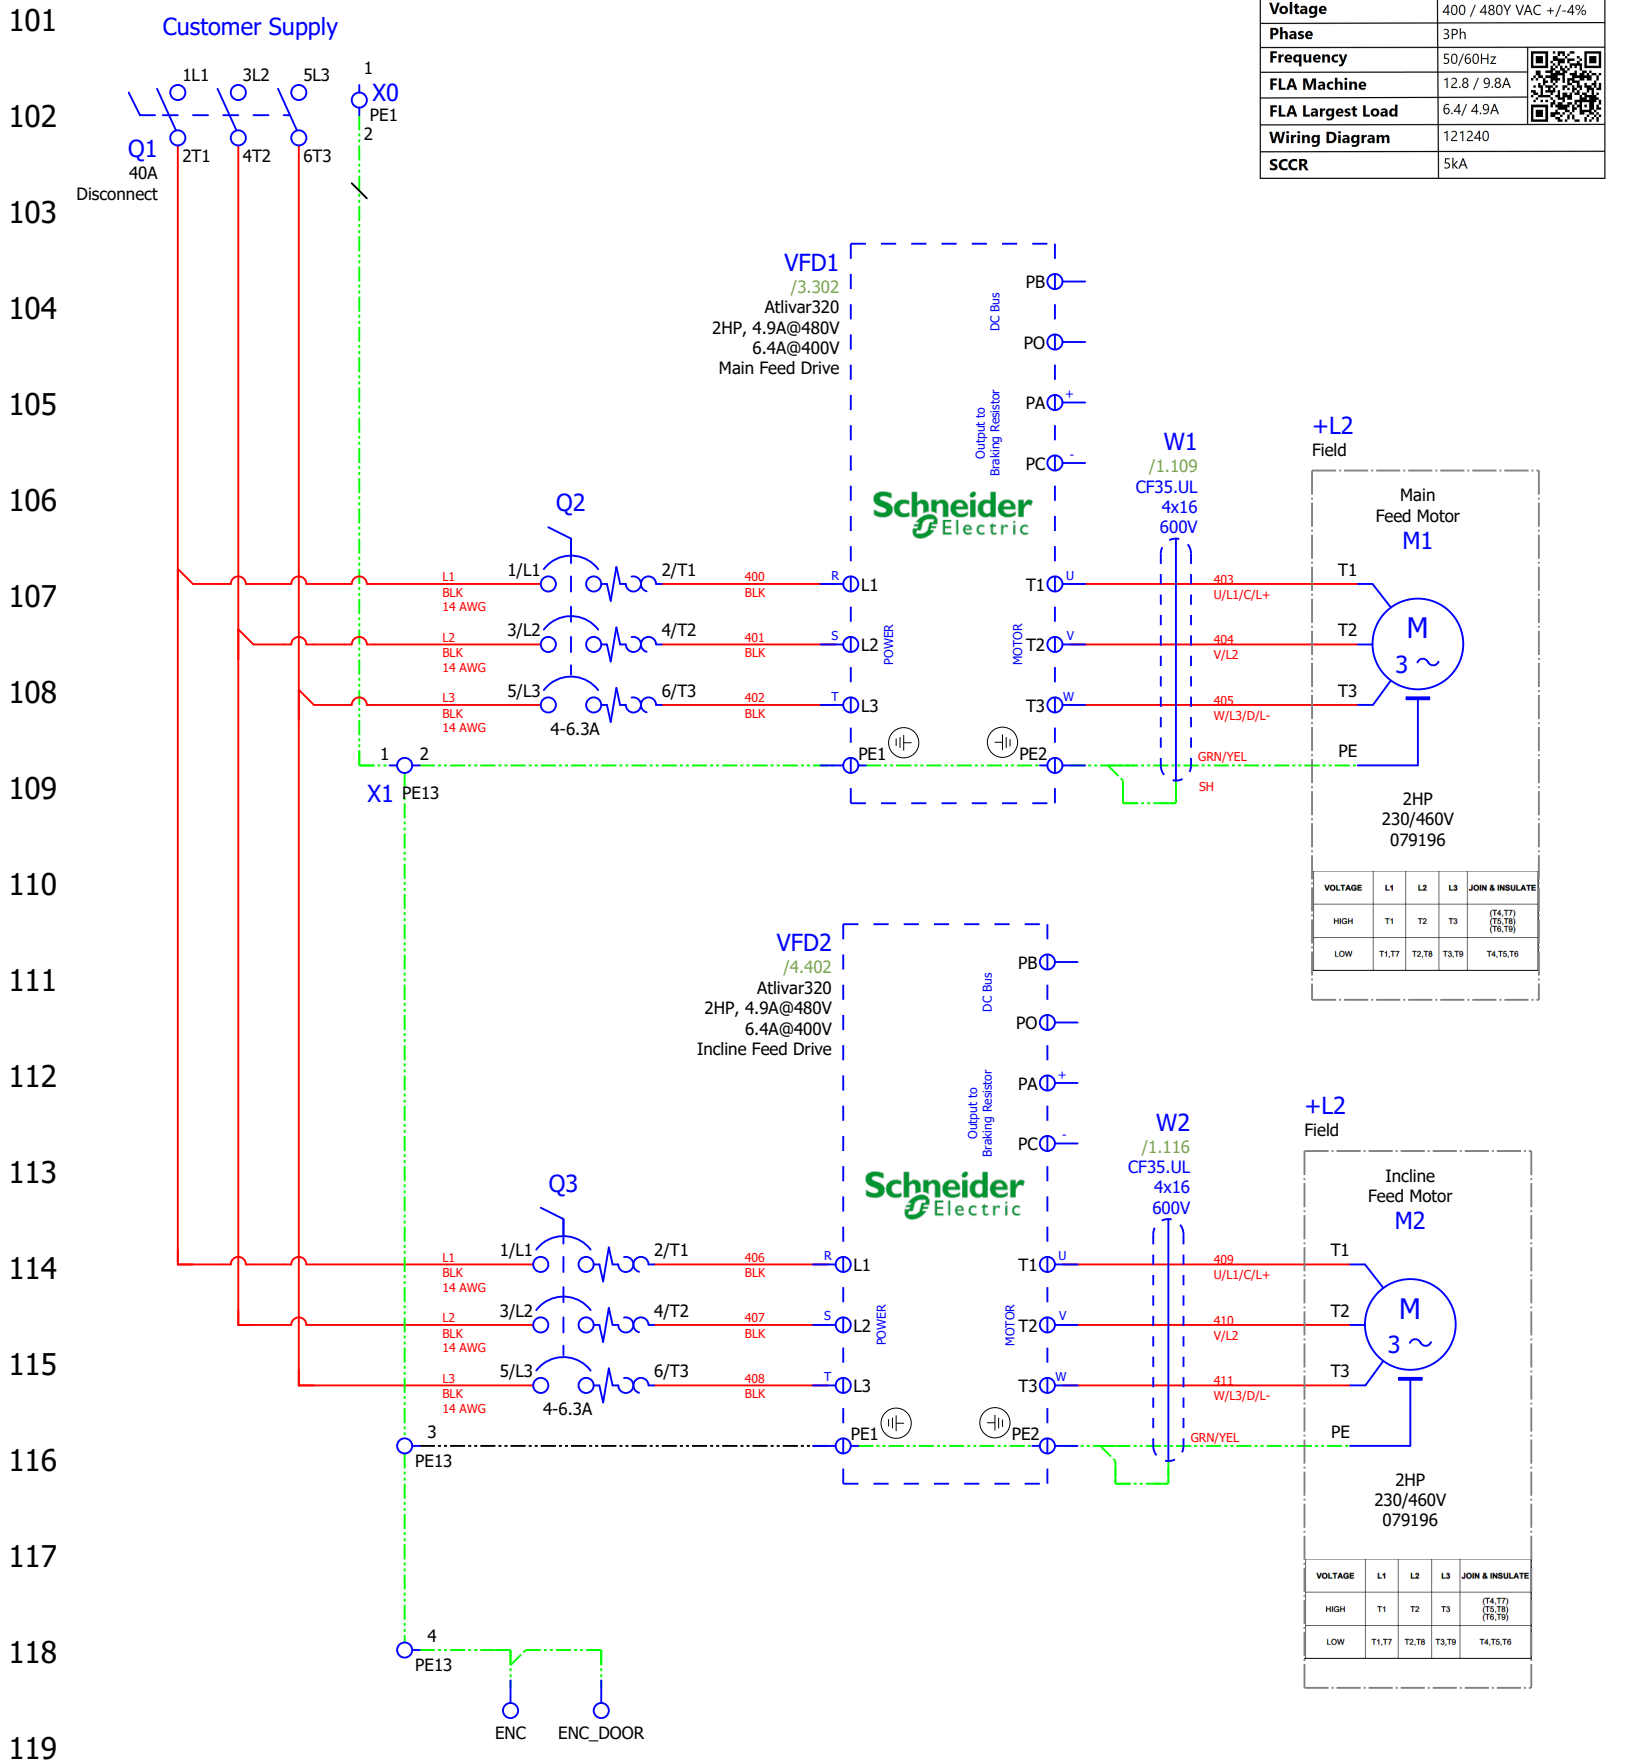 101
Customer Supply
Voltage 400 / 480Y VAC +/-4%
Phase 3Ph
Frequency 50/60Hz
FLA Machine 12.8 / 9.8A
FLA Largest Load 6.4/ 4.9A
Wiring Diagram 121240
SCCR 5kA
1L1 3L2 5L3 1
X0
PE1
2
102
Q1
40A
Disconnect
2T1 4T2 6T3
103
VFD1
/3.302
Atlivar320
2HP, 4.9A@480V
6.4A@400V
Main Feed Drive
PB
DC Bus
PO
PA +
Output to
Braking Resistor
PC -
104
105
W1
/1.109
CF35.UL
4x16
600V
+L2
Field
106
Q2
Schneider
Electric
Main
Feed Motor
M1
107
L1
BLK
14 AWG
1/L1 2/T1
400
BLK
R L1
T1 U
403
U/L1/C/L+
T1
L2
BLK
14 AWG
3/L2 4/T2
401
BLK
S L2
POWER
MOTOR
T2 V
404
V/L2
T2
M
3 ~
108
L3
BLK
14 AWG
5/L3 6/T3
4-6.3A
402
BLK
T L3
T3 W
405
W/L3/D/L-
T3
1 2
X1 PE13
PE1 PE2
GRN/YEL
SH
PE
109
2HP
230/460V
079196
110
VOLTAGE L1 L2 L3 JOIN & INSULATE
HIGH T1 T2 T3 (T4,T7)
(T5,T8)
(T6,T9)
LOW T1,T7 T2,T8 T3,T9 T4,T5,T6
VFD2
/4.402
Atlivar320
2HP, 4.9A@480V
6.4A@400V
Incline Feed Drive
PB
DC Bus
PO
PA +
Output to
Braking Resistor
PC -
111
112
W2
/1.116
CF35.UL
4x16
600V
+L2
Field
113
Q3
Schneider
Electric
Incline
Feed Motor
M2
114
L1
BLK
14 AWG
1/L1 2/T1
406
BLK
R L1
T1 U
409
U/L1/C/L+
T1
L2
BLK
14 AWG
3/L2 4/T2
407
BLK
S L2
POWER
MOTOR
T2 V
410
V/L2
T2
M
3 ~
115
L3
BLK
14 AWG
5/L3 6/T3
4-6.3A
408
BLK
T L3
T3 W
411
W/L3/D/L-
T3
3
PE13
PE1 PE2
GRN/YEL
PE
116
2HP
230/460V
079196
117
VOLTAGE L1 L2 L3 JOIN & INSULATE
HIGH T1 T2 T3 (T4,T7)
(T5,T8)
(T6,T9)
LOW T1,T7 T2,T8 T3,T9 T4,T5,T6
118
4
PE13
ENC ENC_DOOR
119